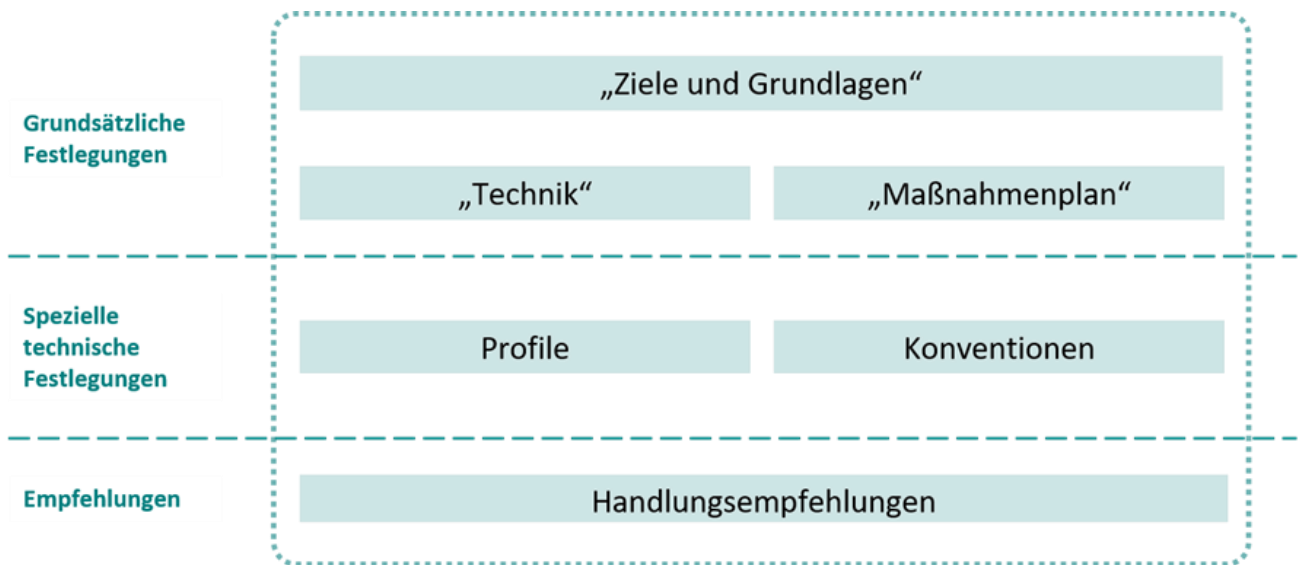 „Ziele und Grundlagen“
Grundsätzliche
Festlegungen
„Technik“
„Maßnahmenplan“
Spezielle
technische
Festlegungen
Profile
Konventionen
Empfehlungen
Handlungsempfehlungen